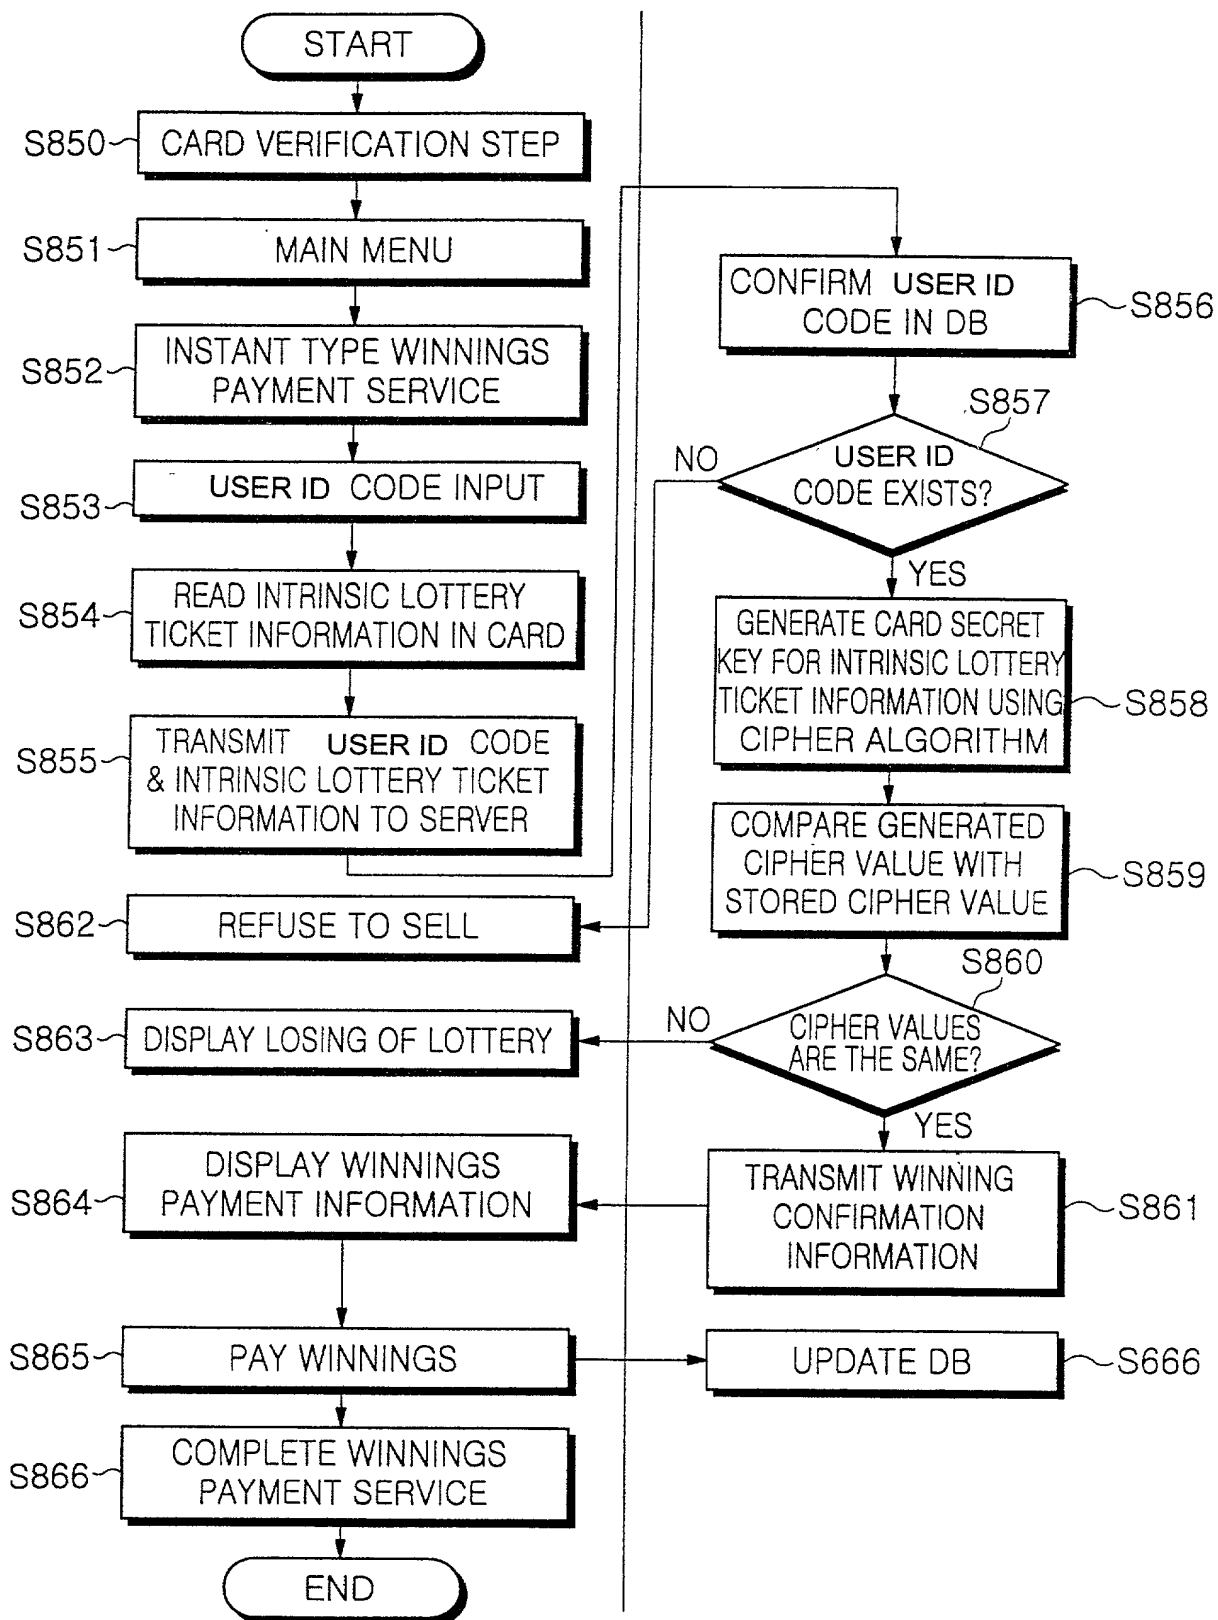 START
S850
CARD VERIFICATION STEP
S851
MAIN MENU
S852
INSTANT TYPE WINNINGS
PAYMENT SERVICE
S853
USER ID CODE INPUT
S854
READ INTRINSIC LOTTERY
TICKET INFORMATION IN CARD
S855
TRANSMIT USER ID CODE
& INTRINSIC LOTTERY TICKET
INFORMATION TO SERVER
CONFIRM USER ID
CODE IN DB
S856
S857
NO
USER ID
CODE EXISTS?
YES
GENERATE CARD SECRET
KEY FOR INTRINSIC LOTTERY
TICKET INFORMATION USING
CIPHER ALGORITHM
S858
COMPARE GENERATED
CIPHER VALUE WITH
STORED CIPHER VALUE
S859
S862
REFUSE TO SELL
S860
S863
DISPLAY LOSING OF LOTTERY
NO
CIPHER VALUES
ARE THE SAME?
YES
S864
DISPLAY WINNINGS
PAYMENT INFORMATION
TRANSMIT WINNING
CONFIRMATION
INFORMATION
S861
S865
PAY WINNINGS
UPDATE DB
S666
S866
COMPLETE WINNINGS
PAYMENT SERVICE
END